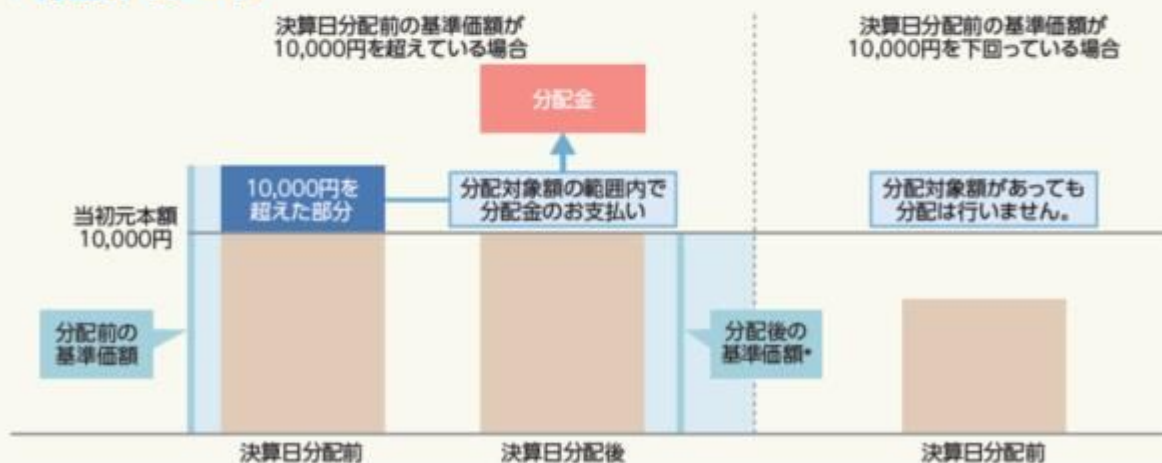 決算日分配前の基準価額が
10,000円を超えている場合
決算日分配前の基準価額が
10,000円を下回っている場合
分配金
10,000円を
超えた部分
分配対象額の範囲内で
分配金のお支払い
分配対象額があっても
分配は行いません。
当初元本額
10,000円
分配前の
基準価額
分配後の
基準価額*
決算日分配前
決算日分配後
決算日分配前